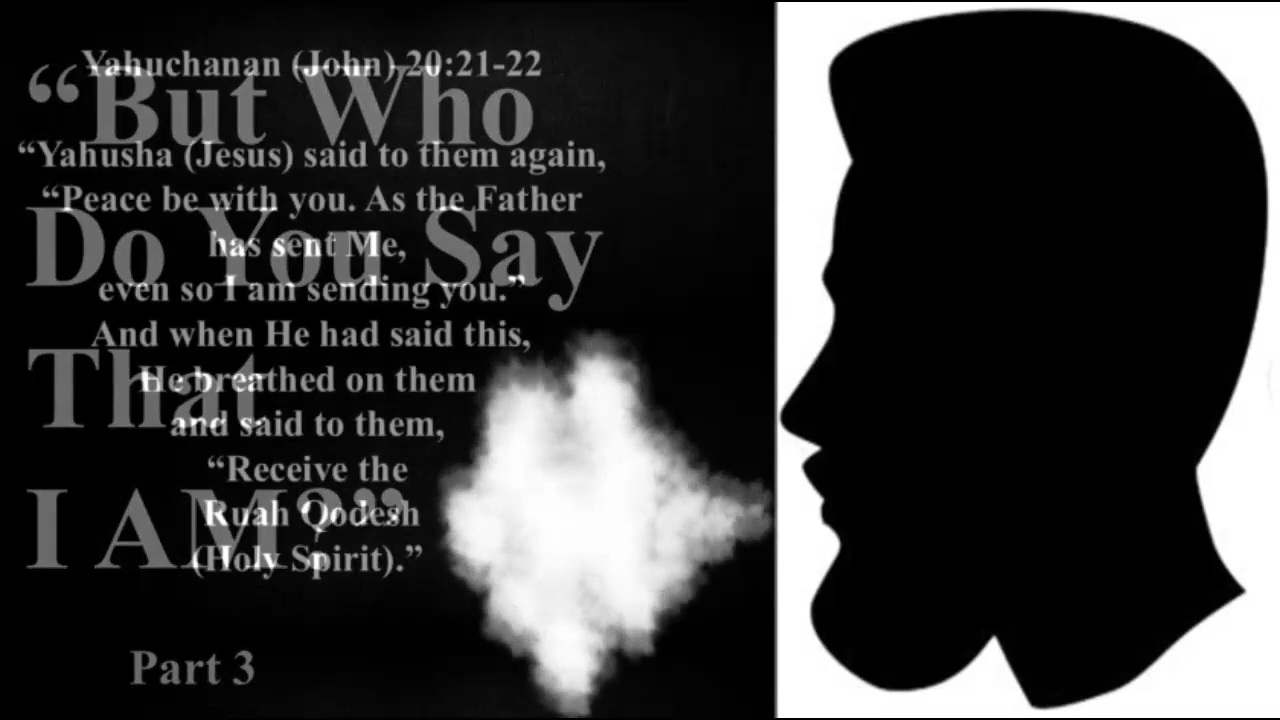 “But Who
Do You Say
That
I AM?”
Part 3
Yahuchanan (John) 20:21-22
“Yahusha (Jesus) said to them again,
“Peace be with you. As the Father
has sent Me,
even so I am sending you.”
And when He had said this,
He breathed on them
and said to them,
“Receive the
Ruah Qodesh
(Holy Spirit).”